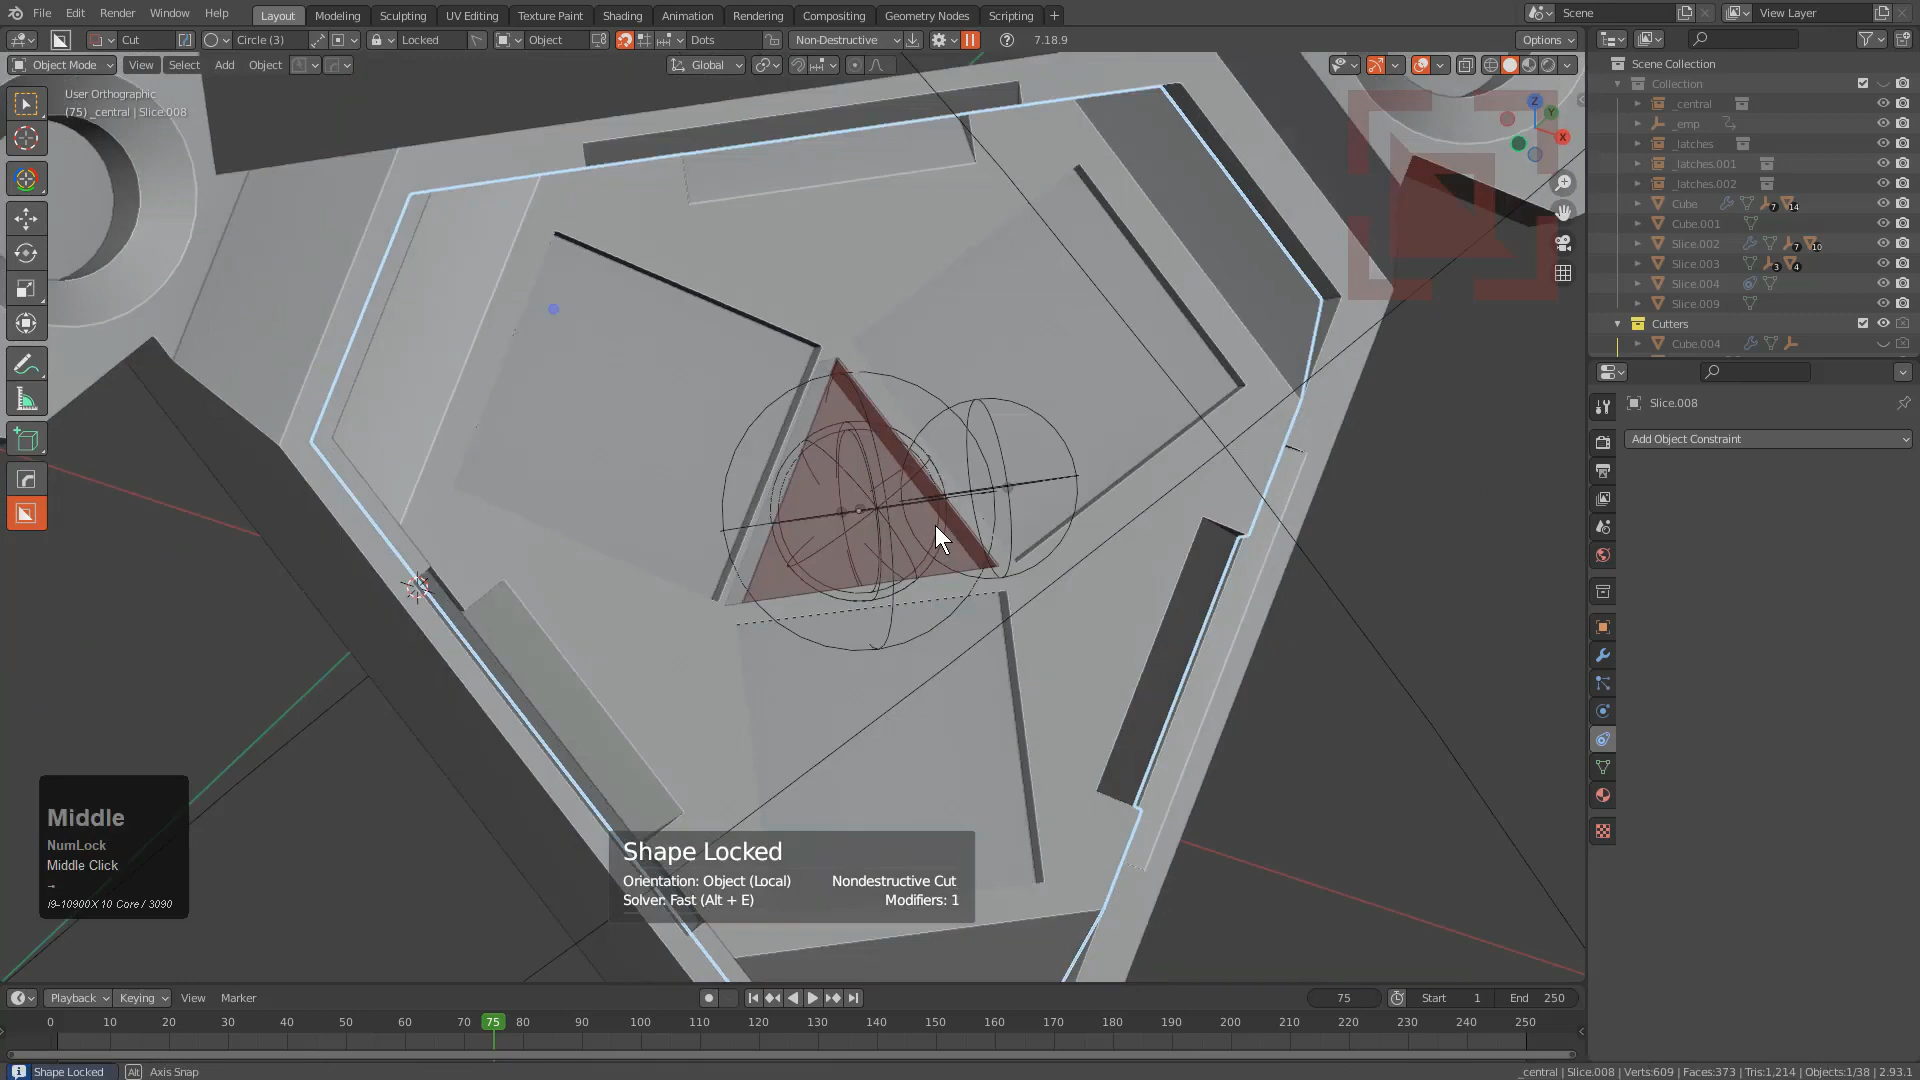 File Edit Render Window Help Layout Modeling Sculpting UV Editing Texture Paint Shading Animation Rendering Compositing Geometry Nodes Scripting + Scene View Layer
Cut Circle (3) Locked Object Dots Non-Destructive 7.18.9 Options
Object Mode View Select Add Object Global
User Orthographic
(75) _central | Slice.008
Scene Collection
Collection
_central
_emp
_latches
_latches.001
_latches.002
Cube 7 14
Cube.001
Slice.002 7 10
Slice.003 3 4
Slice.004
Slice.009
Cutters
Cube.004
Slice.008
Add Object Constraint
Z
Y
X
Middle
NumLock
Middle Click
i9-10900X 10 Core / 3090
Shape Locked
Orientation: Object (Local) Nondestructive Cut
Solver: Fast (Alt + E) Modifiers: 1
Playback Keying View Marker 75 Start 1 End 250
0 10 20 30 40 50 60 70 75 80 90 100 110 120 130 140 150 160 170 180 190 200 210 220 230 240 250
Shape Locked Alt Axis Snap _central | Slice.008 | Verts:609 | Faces:373 | Tris:1,214 | Objects:1/38 | 2.93.1